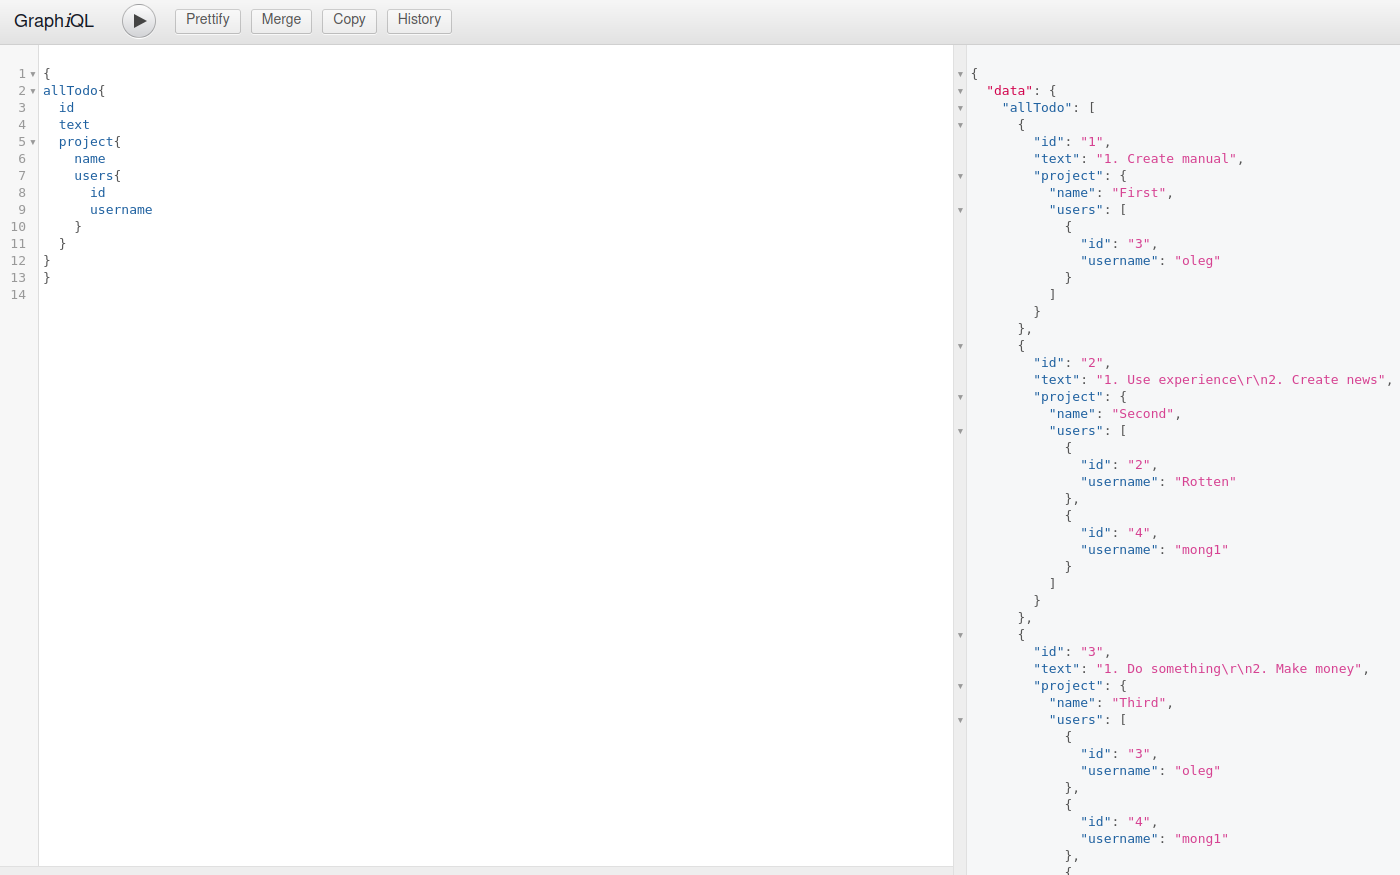 GraphiQL
Prettify Merge Copy History
1 {
2 allTodo{
3   id
4   text
5   project{
6     name
7     users{
8       id
9       username
10     }
11   }
12 }
13 }
14
{
  "data": {
    "allTodo": [
      {
        "id": "1",
        "text": "1. Create manual",
        "project": {
          "name": "First",
          "users": [
            {
              "id": "3",
              "username": "oleg"
            }
          ]
        }
      },
      {
        "id": "2",
        "text": "1. Use experience\r\n2. Create news",
        "project": {
          "name": "Second",
          "users": [
            {
              "id": "2",
              "username": "Rotten"
            },
            {
              "id": "4",
              "username": "mong1"
            }
          ]
        }
      },
      {
        "id": "3",
        "text": "1. Do something\r\n2. Make money",
        "project": {
          "name": "Third",
          "users": [
            {
              "id": "3",
              "username": "oleg"
            },
            {
              "id": "4",
              "username": "mong1"
            },
            {